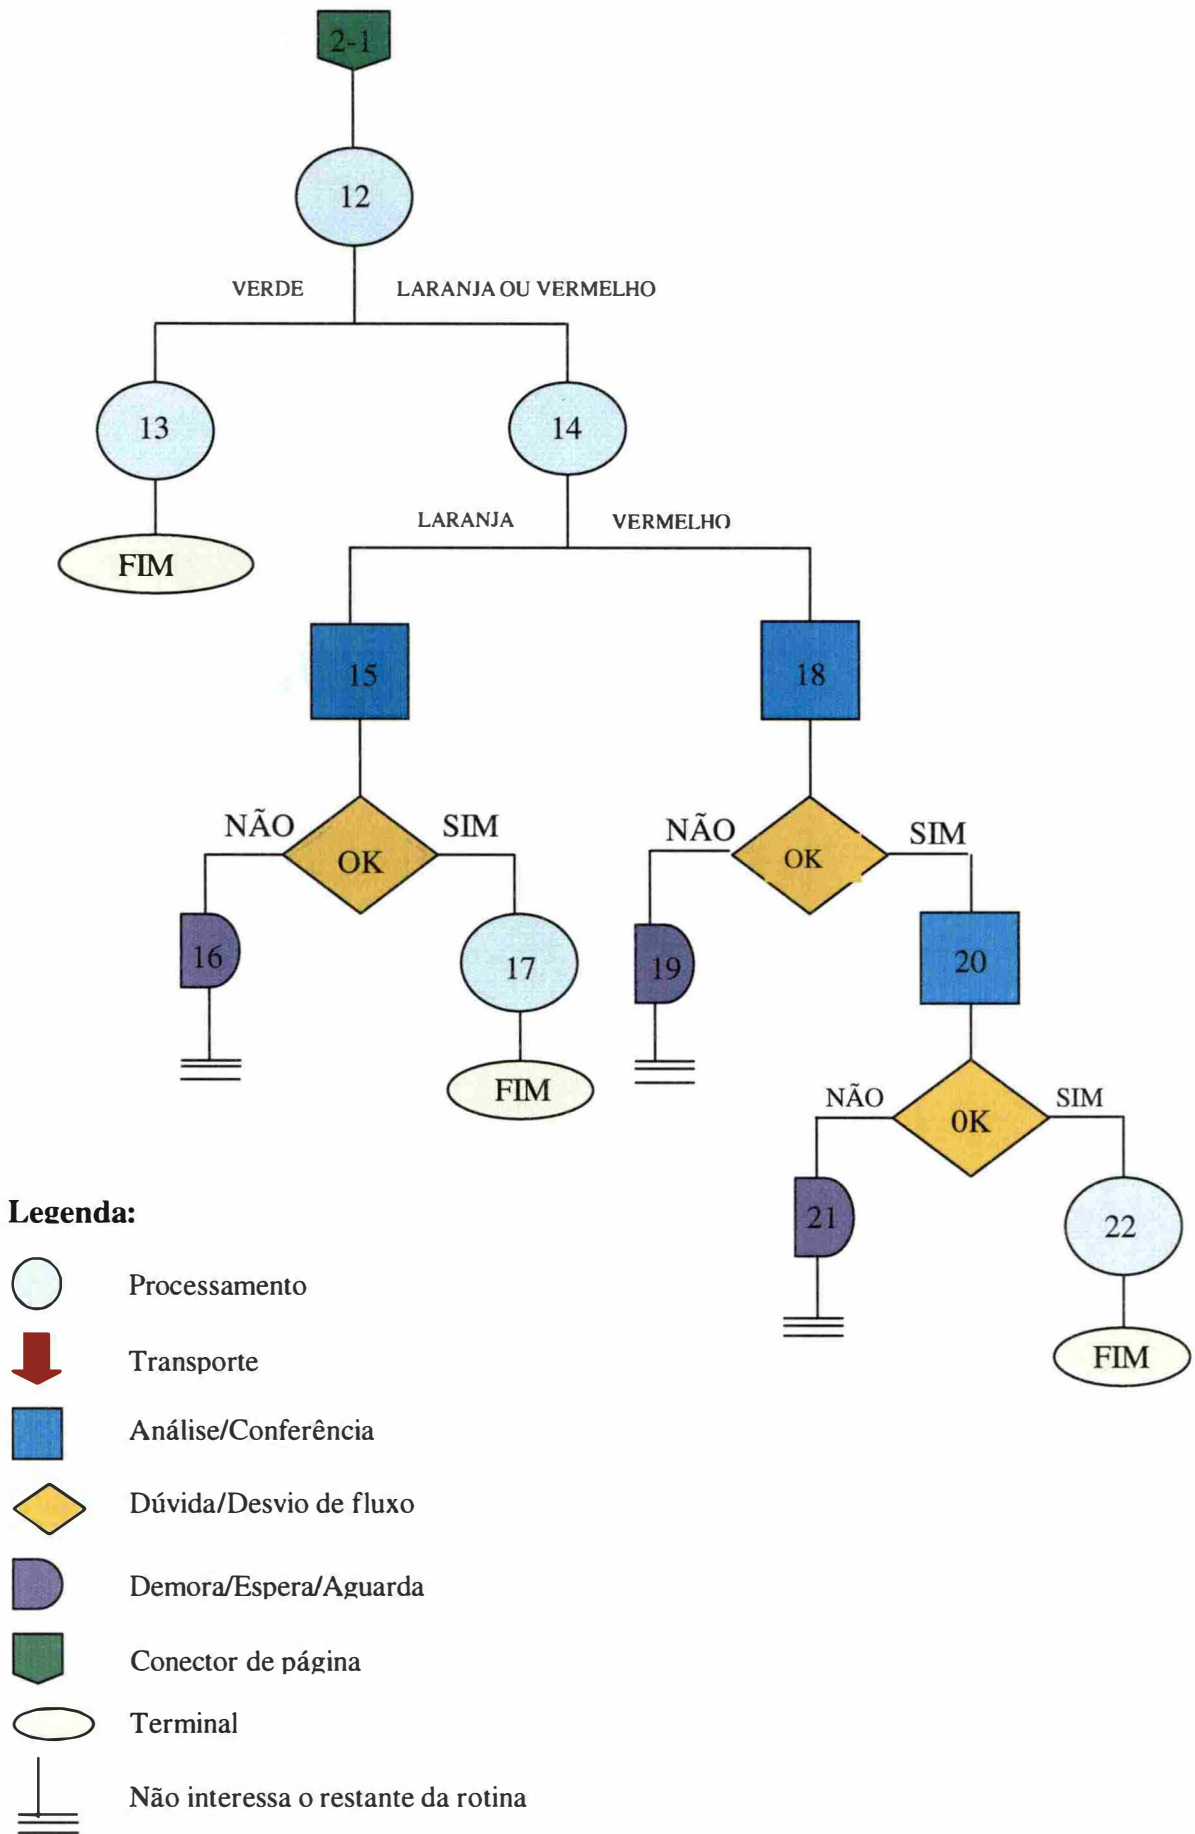 2-1
12
VERDE LARANJA OU VERMELHO
13 14
LARANJA VERMELHO
FIM
15 18
NÃO OK SIM NÃO OK SIM
16 17 19 20
FIM
NÃO 0K SIM
21 22
FIM
Legenda:
Processamento
Transporte
Análise/Conferência
Dúvida/Desvio de fluxo
Demora/Espera/Aguarda
Conector de página
Terminal
Não interessa o restante da rotina